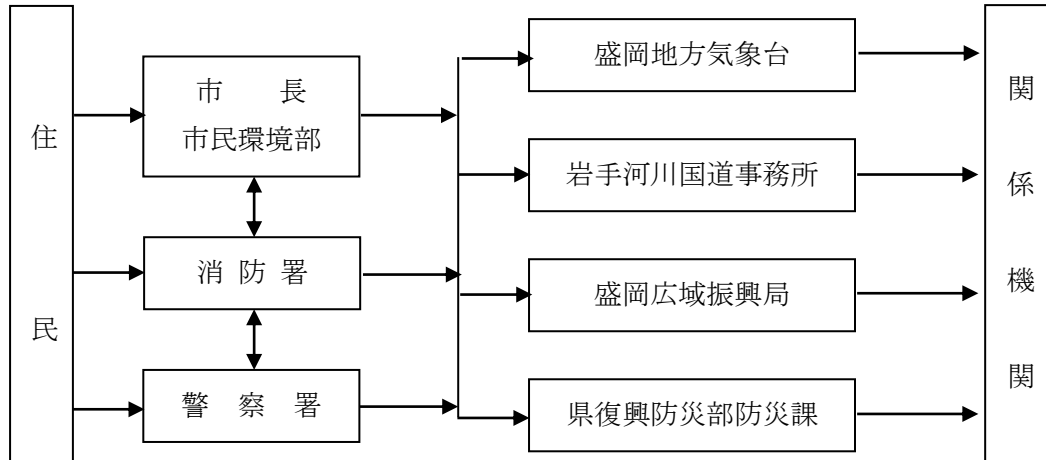 住民
市　　長
市民環境部
消 防 署
警　察　署
盛岡地方気象台
岩手河川国道事務所
盛岡広域振興局
県復興防災部防災課
関係機関